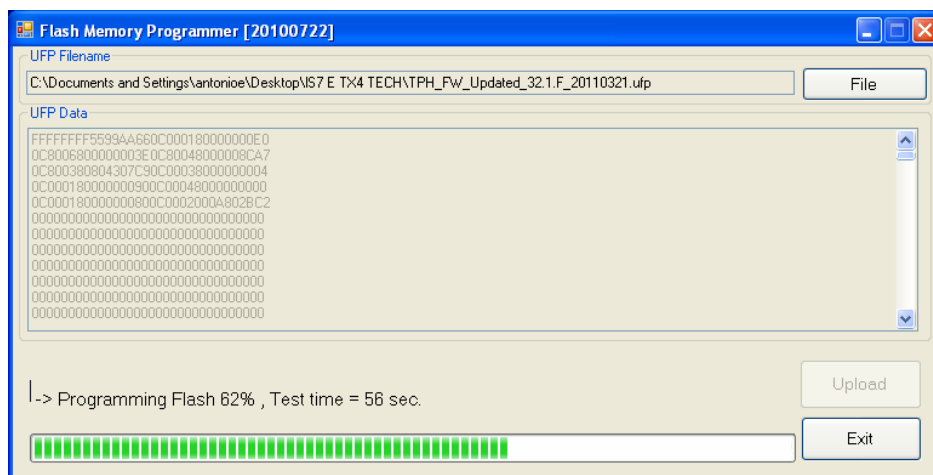 Flash Memory Programmer [20100722]
UFP Filename
C:\Documents and Settings\antonioe\Desktop\IS7 E TX4 TECH\TPH_FW_Updated_32.1.F_20110321.ufp
File
UFP Data
FFFFFFFF5599AA660C000180000000E0
0C8006800000003E0C80048000008CA7
0C800380804307C90C00038000000004
0C000180000000900C00048000000000
0C000180000000800C0002000A802BC2
00000000000000000000000000000000
00000000000000000000000000000000
00000000000000000000000000000000
00000000000000000000000000000000
00000000000000000000000000000000
00000000000000000000000000000000
00000000000000000000000000000000
Upload
-> Programming Flash 62% , Test time = 56 sec.
Exit